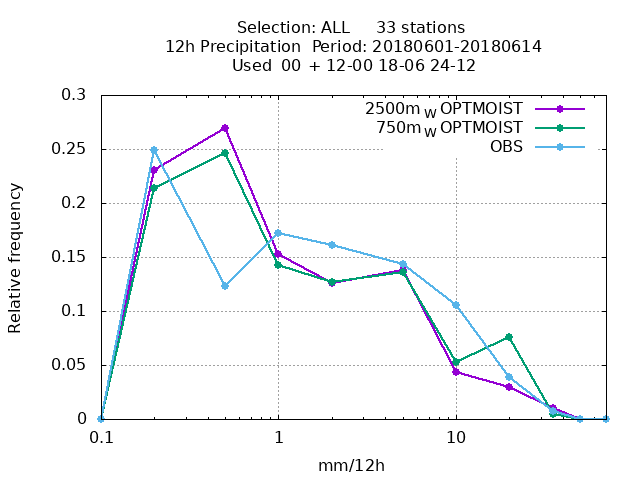 Selection: ALL 33 stations
12h Precipitation Period: 20180601-20180614
Used 00 + 12-00 18-06 24-12
2500m W OPTMOIST
750m W OPTMOIST
OBS
0.3
0.25
0.2
0.15
0.1
0.05
0
Relative frequency
0.1 1 10
mm/12h